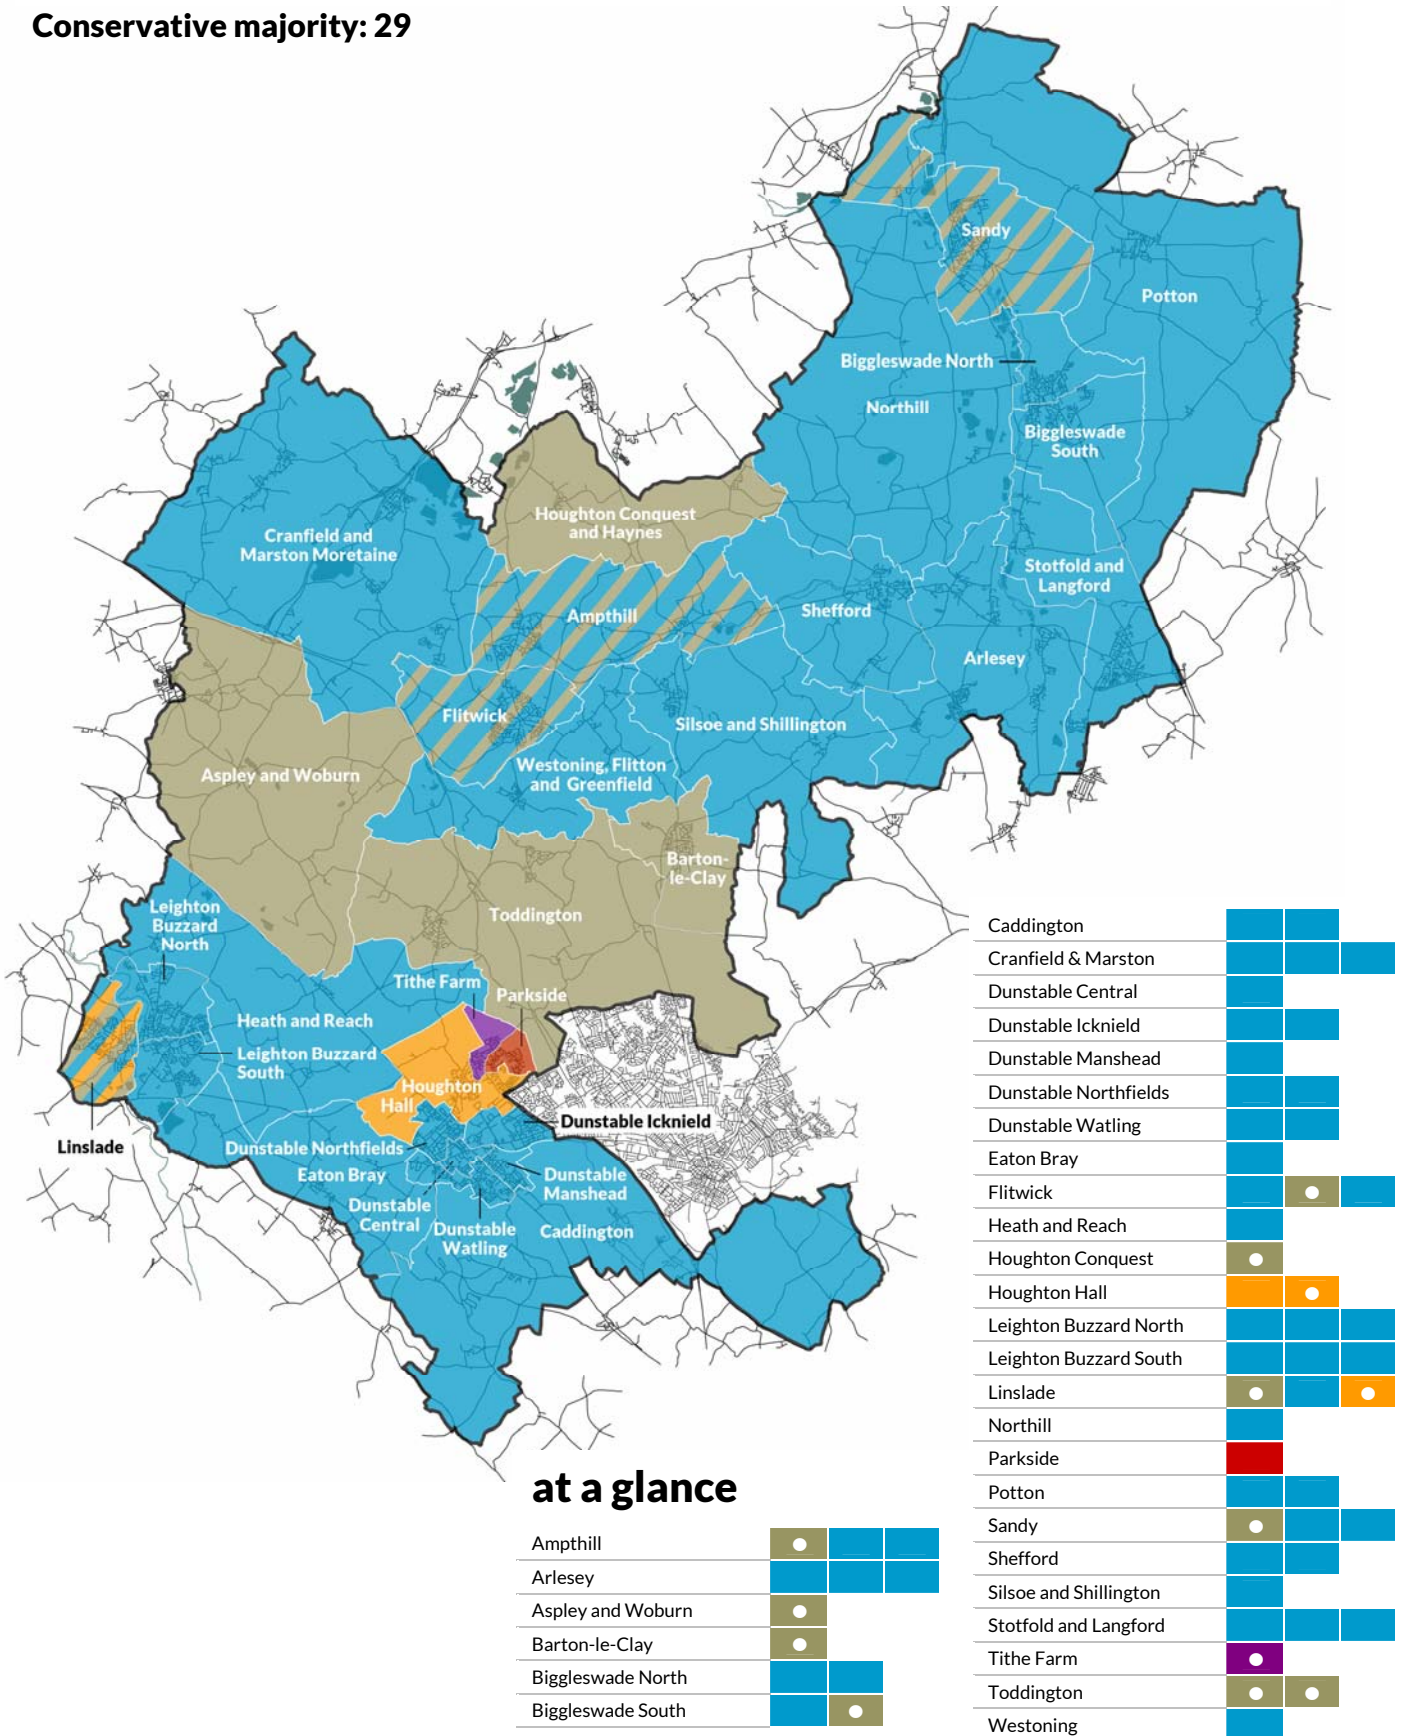 Conservative majority: 29
Sandy
Potton
Biggleswade North
Northill
Biggleswade
South
Houghton Conquest
and Haynes
Cranfield and
Marston Moretaine
Stotfold and
Langford
Ampthill
Shefford
Arlesey
Flitwick
Silsoe and Shillington
Westoning, Flitton
and Greenfield
Aspley and Woburn
Barton-
le-Clay
Toddington
Leighton
Buzzard
North
Tithe Farm
Parkside
Heath and Reach
Leighton Buzzard
South
Houghton
Hall
Dunstable Icknield
Linslade
Dunstable Northfields
Eaton Bray
Dunstable
Manshead
Dunstable
Central
Dunstable
Watling
Caddington
at a glance
Ampthill
Arlesey
Aspley and Woburn
Barton-le-Clay
Biggleswade North
Biggleswade South
Caddington
Cranfield & Marston
Dunstable Central
Dunstable Icknield
Dunstable Manshead
Dunstable Northfields
Dunstable Watling
Eaton Bray
Flitwick
Heath and Reach
Houghton Conquest
Houghton Hall
Leighton Buzzard North
Leighton Buzzard South
Linslade
Northill
Parkside
Potton
Sandy
Shefford
Silsoe and Shillington
Stotfold and Langford
Tithe Farm
Toddington
Westoning